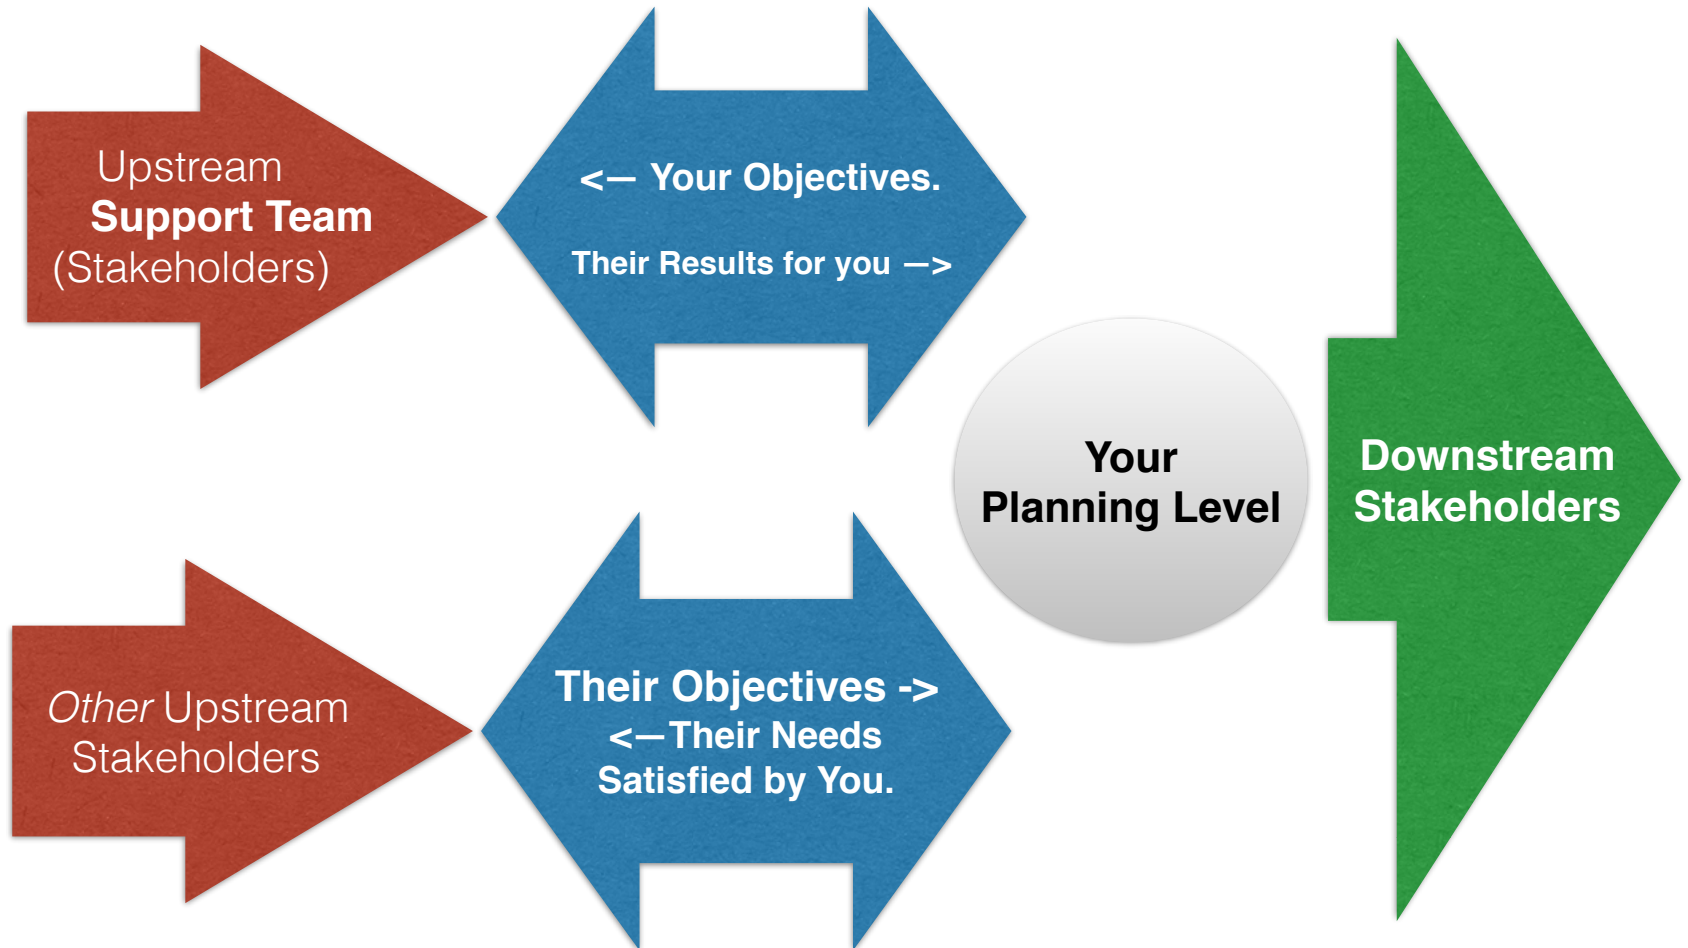 Upstream
Support Team
(Stakeholders)
<— Your Objectives.
Their Results for you —>
Your
Planning Level
Downstream
Stakeholders
Other Upstream
Stakeholders
Their Objectives ->
<—Their Needs
Satisfied by You.